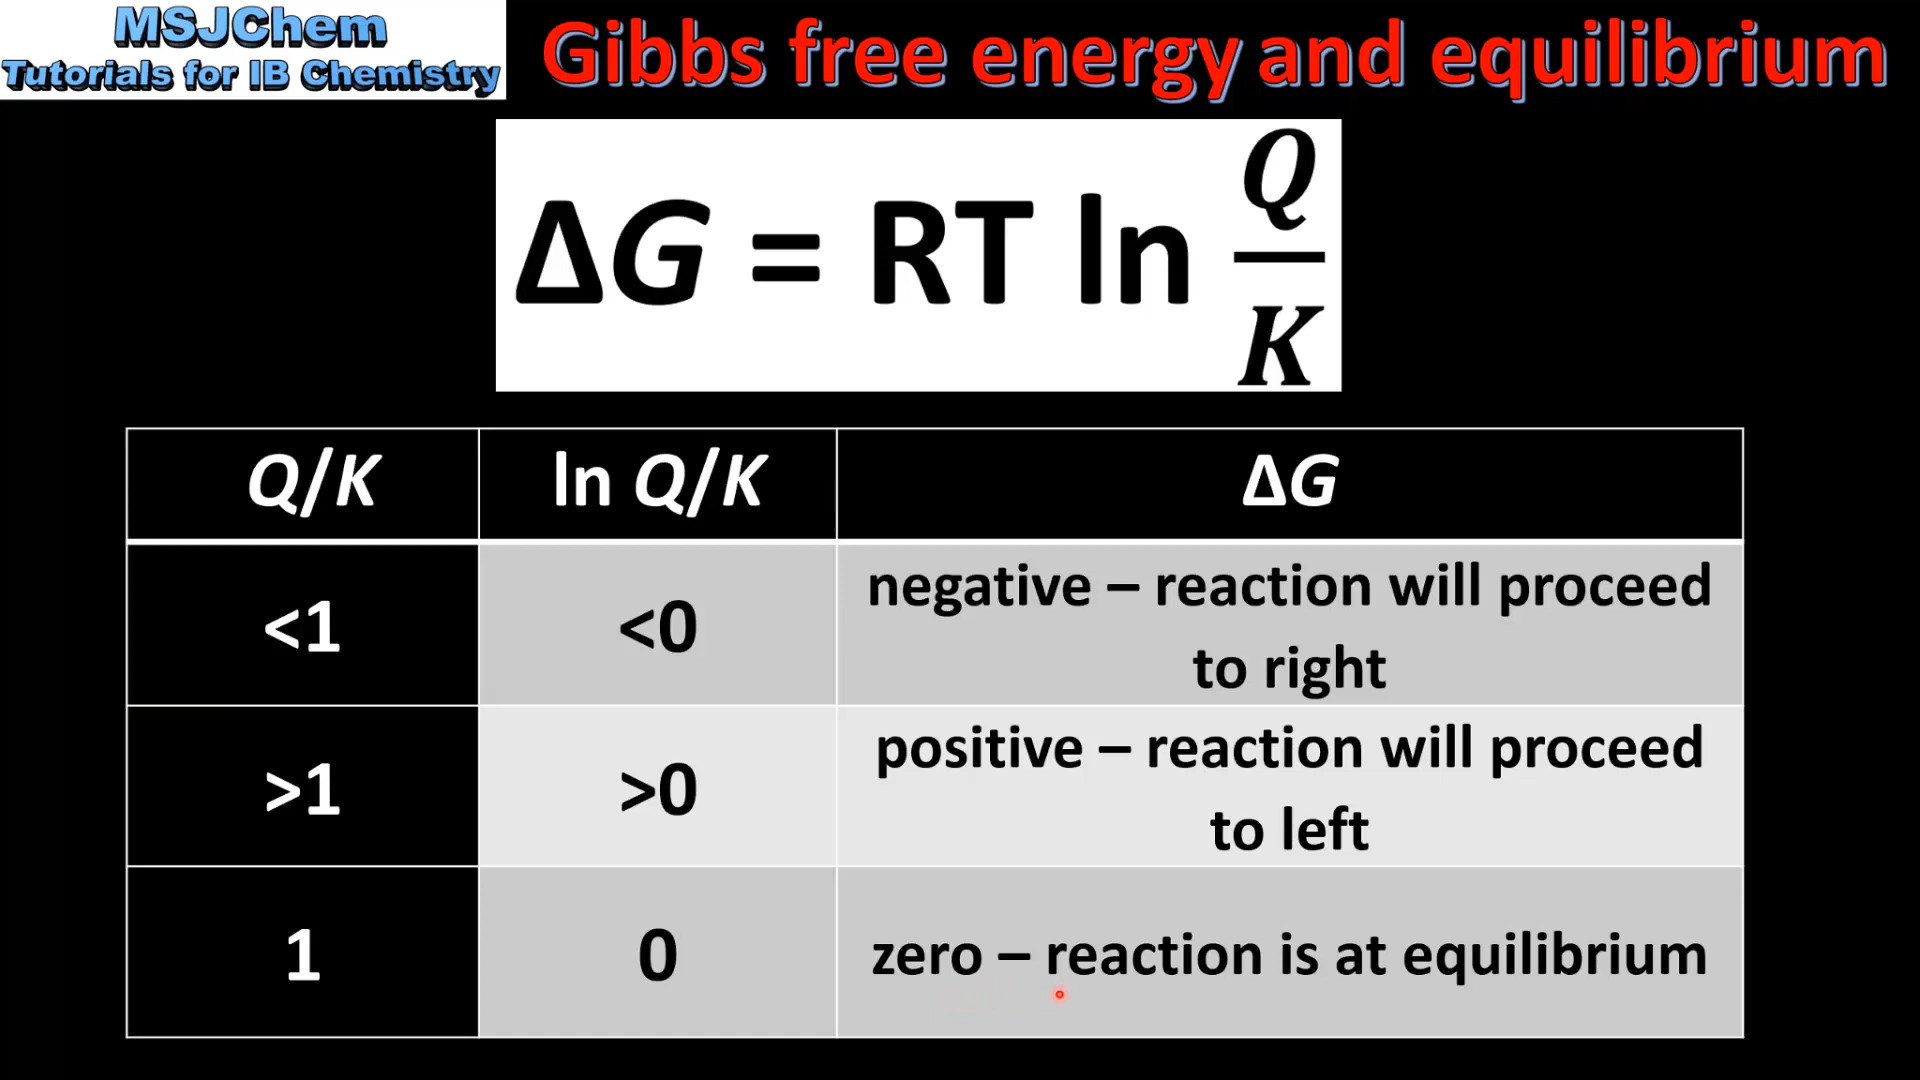 MSJChem
Tutorials for IB Chemistry
Gibbs free energy and equilibrium
ΔG = RT ln Q/K
Q/K ln Q/K ΔG
<1 <0 negative – reaction will proceed to right
>1 >0 positive – reaction will proceed to left
1 0 zero – reaction is at equilibrium